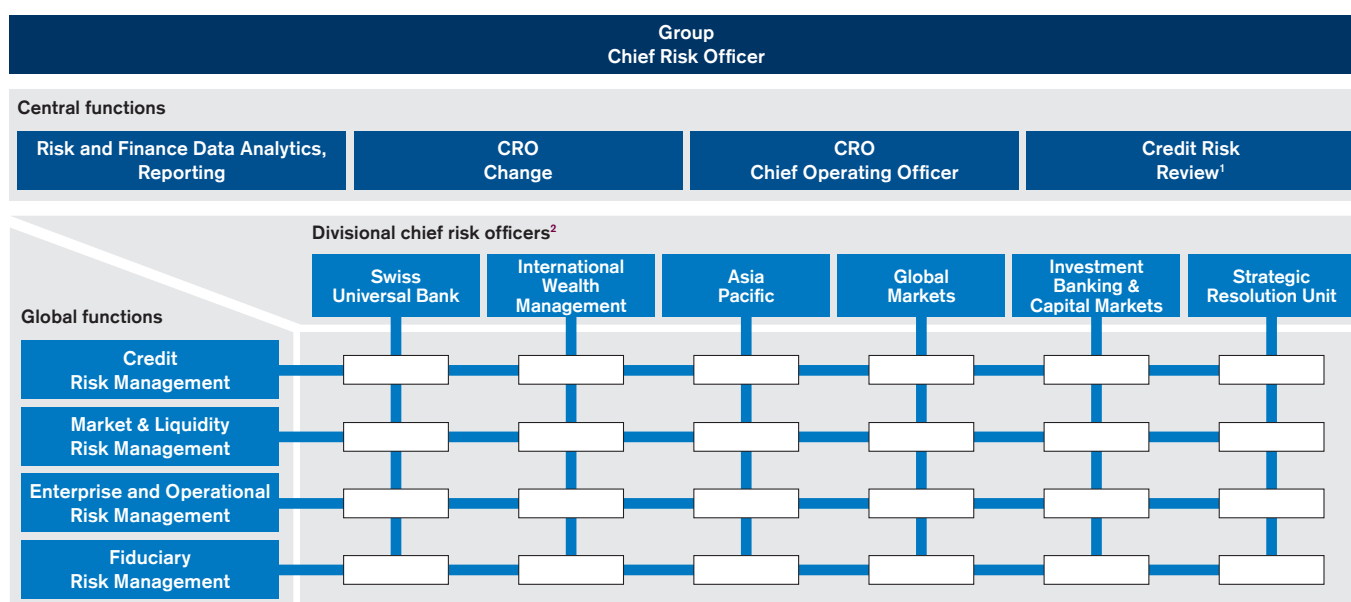 Group
Chief Risk Officer
Central functions
Risk and Finance Data Analytics,
Reporting
CRO
Change
CRO
Chief Operating Officer
Credit Risk
Review¹
Divisional chief risk officers²
Swiss
Universal Bank
International
Wealth
Management
Asia
Pacific
Global
Markets
Investment
Banking &
Capital Markets
Strategic
Resolution Unit
Global functions
Credit
Risk Management
Market & Liquidity
Risk Management
Enterprise and Operational
Risk Management
Fiduciary
Risk Management